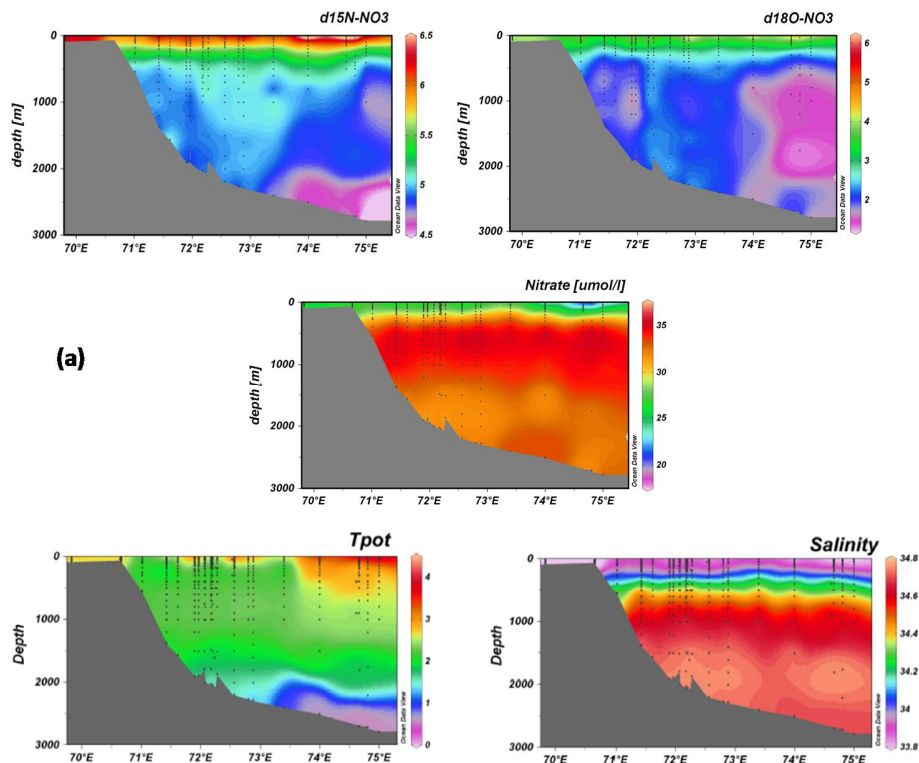 d15N-NO3
d18O-NO3
0
1000
2000
3000
depth [m]
70°E 71°E 72°E 73°E 74°E 75°E
6.5
6
5.5
5
4.5
Ocean Data View
0
1000
2000
3000
depth [m]
70°E 71°E 72°E 73°E 74°E 75°E
6
5
4
3
2
Ocean Data View
(a)
Nitrate [umol/l]
0
1000
2000
3000
depth [m]
70°E 71°E 72°E 73°E 74°E 75°E
35
30
25
20
Ocean Data View
Tpot
Salinity
0
1000
2000
3000
Depth
70°E 71°E 72°E 73°E 74°E 75°E
4
3
2
1
0
Ocean Data View
0
1000
2000
3000
Depth
70°E 71°E 72°E 73°E 74°E 75°E
34.8
34.6
34.4
34.2
34
33.8
Ocean Data View